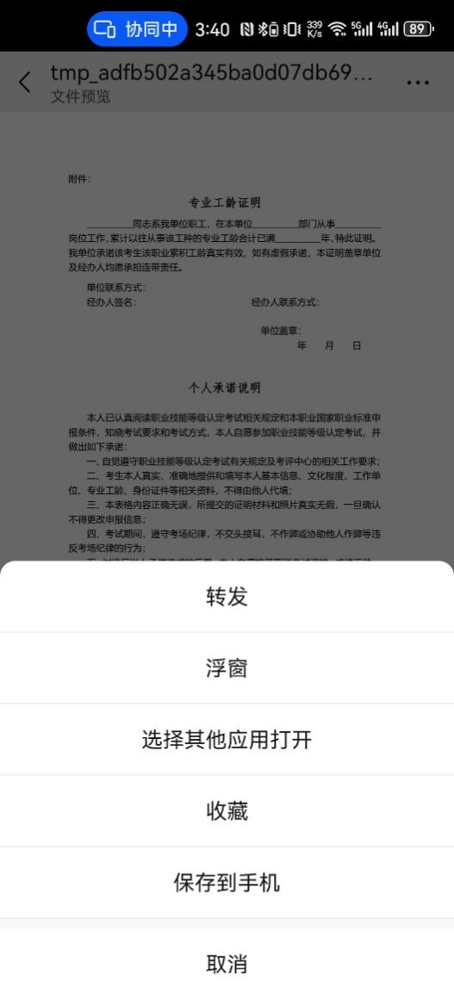 协同中 3:40 339 K/s 5G 4G 89
tmp_adfb502a345ba0d07db69...
文件预览
附件：
专业工龄证明
________同志系我单位职工，在本单位________部门从事________
岗位工作，累计以往从事该工种的专业工龄合计已满________年，特此证明。
我单位承诺该考生该职业累积工龄真实有效，如有虚假承诺，本证明盖章单位
及经办人均愿承担连带责任。
单位联系方式：
经办人签名： 经办人联系方式：
单位盖章：
年 月 日
个人承诺说明
本人已认真阅读职业技能等级认定考试相关规定和本职业国家职业标准申
报条件，知晓考试要求和考试方式，本人自愿参加职业技能等级认定考试，并
做出如下承诺：
一、自觉遵守职业技能等级认定考试有关规定及考评中心的相关工作要求；
二、考生本人真实、准确地提供和填写本人基本信息、文化程度、工作单
位、专业工龄、身份证件等相关资料，不得由他人代填；
三、本表格内容正确无误，所提交的证明材料和照片真实无假，一旦确认
不得更改申报信息；
四、考试期间，遵守考场纪律，不交头接耳，不作弊或协助他人作弊等违
反考场纪律的行为；
转发
浮窗
选择其他应用打开
收藏
保存到手机
取消